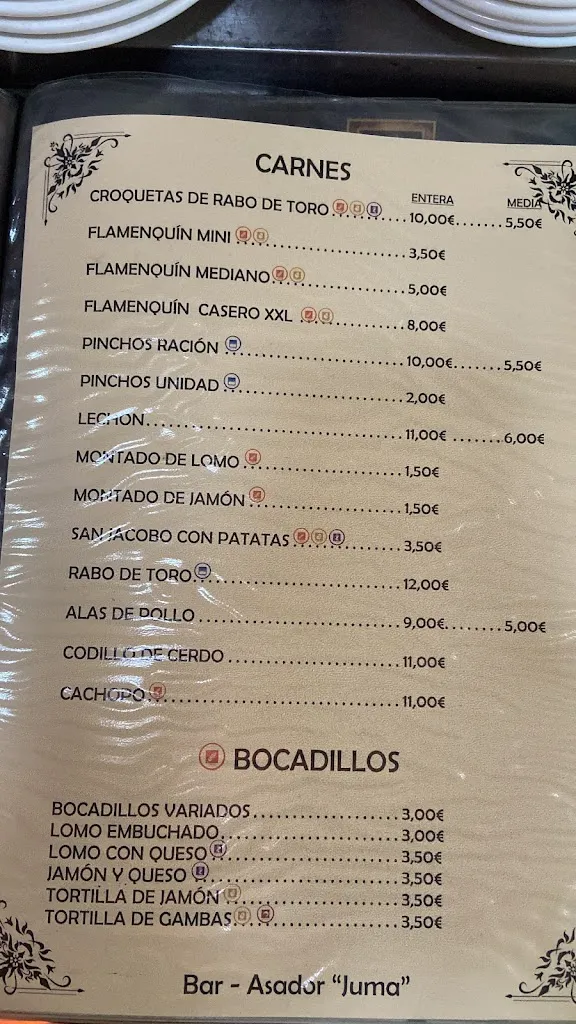 CARNES
ENTERA MEDIA
CROQUETAS DE RABO DE TORO 10,00€ 5,50€
FLAMENQUÍN MINI 3,50€
FLAMENQUÍN MEDIANO 5,00€
FLAMENQUÍN CASERO XXL 8,00€
PINCHOS RACIÓN 10,00€ 5,50€
PINCHOS UNIDAD 2,00€
LECHON 11,00€ 6,00€
MONTADO DE LOMO 1,50€
MONTADO DE JAMÓN 1,50€
SAN JACOBO CON PATATAS 3,50€
RABO DE TORO 12,00€
ALAS DE POLLO 9,00€ 5,00€
CODILLO DE CERDO 11,00€
CACHOPO 11,00€
BOCADILLOS
BOCADILLOS VARIADOS 3,00€
LOMO EMBUCHADO 3,00€
LOMO CON QUESO 3,50€
JAMÓN Y QUESO 3,50€
TORTILLA DE JAMÓN 3,50€
TORTILLA DE GAMBAS 3,50€
Bar - Asador "Juma"